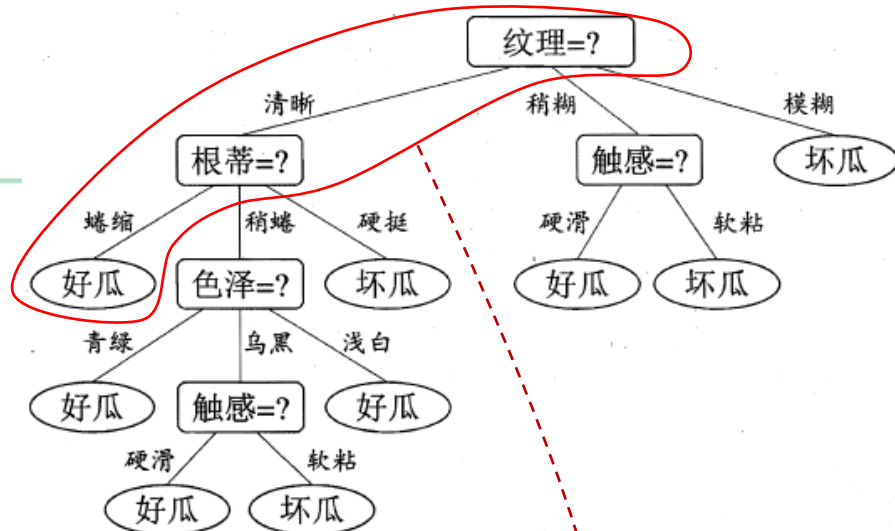 纹理=?
清晰 稍糊 模糊
根蒂=? 触感=? 坏瓜
蜷缩 稍蜷 硬挺 硬滑 软粘
好瓜 色泽=? 坏瓜 好瓜 坏瓜
青绿 乌黑 浅白
好瓜 触感=? 好瓜
硬滑 软粘
好瓜 坏瓜